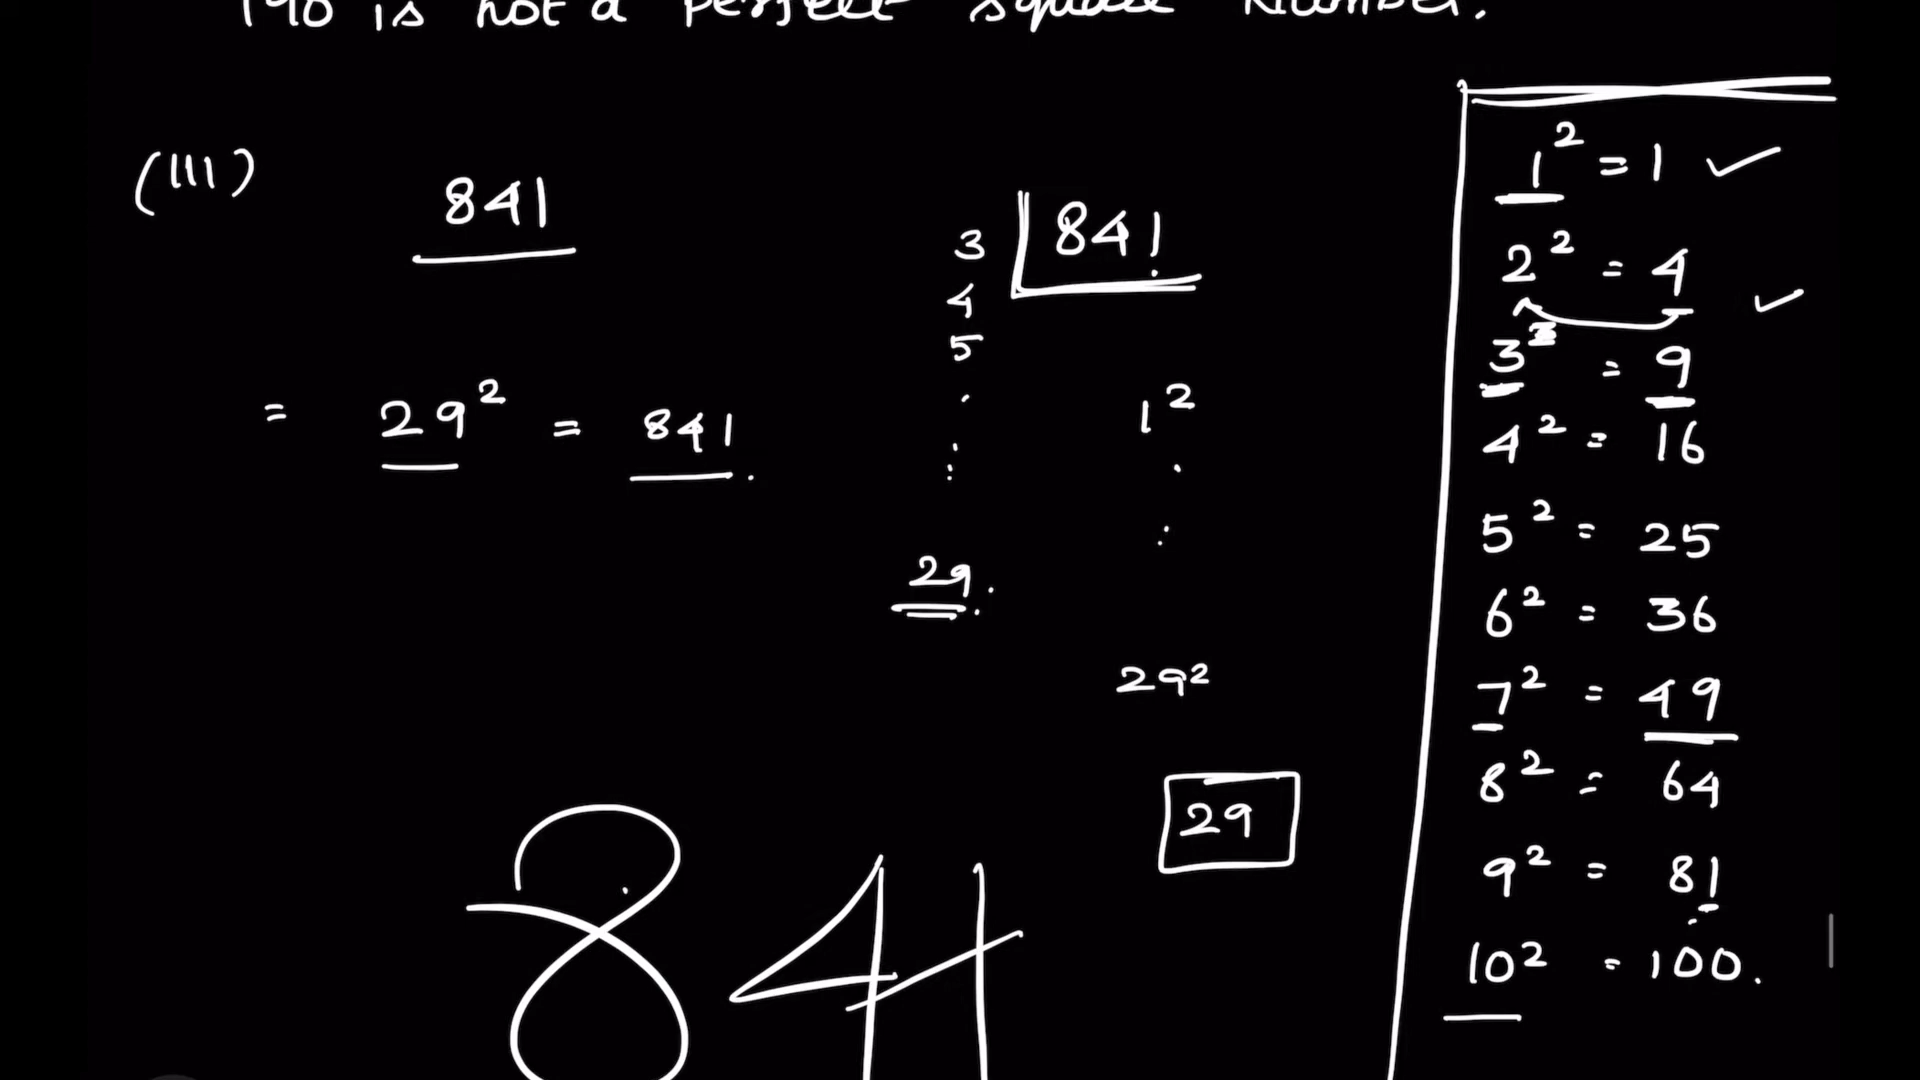 190 is not a perfect square Number.
(III) 841
3 | 841
4
5
.
:
29
= 29² = 841.
1²
.
:
29²
29
841
1² = 1 ✓
2² = 4 ✓
3² = 9
4² = 16
5² = 25
6² = 36
7² = 49
8² = 64
9² = 81
10² = 100.